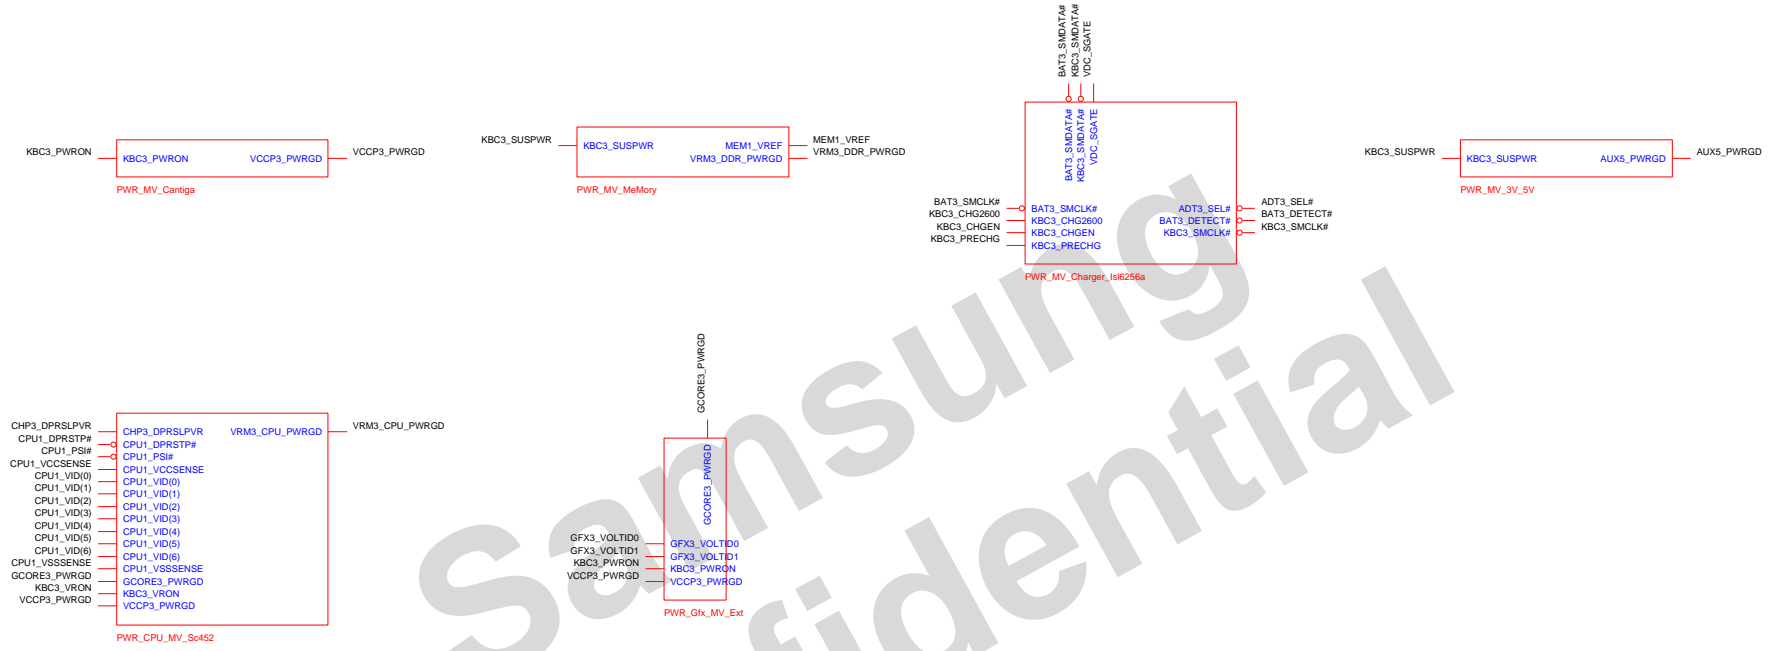 KBC3_PWRON
KBC3_PWRON
VCCP3_PWRGD
VCCP3_PWRGD
PWR_MV_Cantiga
KBC3_SUSPWR
KBC3_SUSPWR
MEM1_VREF
MEM1_VREF
VRM3_DDR_PWRGD
VRM3_DDR_PWRGD
PWR_MV_MeMory
BAT3_SMDATA#
KBC3_SMDATA#
VDC_SGATE
BAT3_SMDATA#
KBC3_SMDATA#
VDC_SGATE
BAT3_SMCLK#
KBC3_CHG2600
KBC3_CHGEN
KBC3_PRECHG
BAT3_SMCLK#
KBC3_CHG2600
KBC3_CHGEN
KBC3_PRECHG
ADT3_SEL#
BAT3_DETECT#
KBC3_SMCLK#
ADT3_SEL#
BAT3_DETECT#
KBC3_SMCLK#
PWR_MV_Charger_Isl6256a
KBC3_SUSPWR
KBC3_SUSPWR
AUX5_PWRGD
AUX5_PWRGD
PWR_MV_3V_5V
CHP3_DPRSLPVR
CPU1_DPRSTP#
CPU1_PSI#
CPU1_VCCSENSE
CPU1_VID(0)
CPU1_VID(1)
CPU1_VID(2)
CPU1_VID(3)
CPU1_VID(4)
CPU1_VID(5)
CPU1_VID(6)
CPU1_VSSSENSE
GCORE3_PWRGD
KBC3_VRON
VCCP3_PWRGD
CHP3_DPRSLPVR
CPU1_DPRSTP#
CPU1_PSI#
CPU1_VCCSENSE
CPU1_VID(0)
CPU1_VID(1)
CPU1_VID(2)
CPU1_VID(3)
CPU1_VID(4)
CPU1_VID(5)
CPU1_VID(6)
CPU1_VSSSENSE
GCORE3_PWRGD
KBC3_VRON
VCCP3_PWRGD
VRM3_CPU_PWRGD
VRM3_CPU_PWRGD
PWR_CPU_MV_Sc452
GCORE3_PWRGD
GCORE3_PWRGD
GFX3_VOLTID0
GFX3_VOLTID1
KBC3_PWRON
VCCP3_PWRGD
GFX3_VOLTID0
GFX3_VOLTID1
KBC3_PWRON
VCCP3_PWRGD
PWR_Gfx_MV_Ext
Samsung
fidential